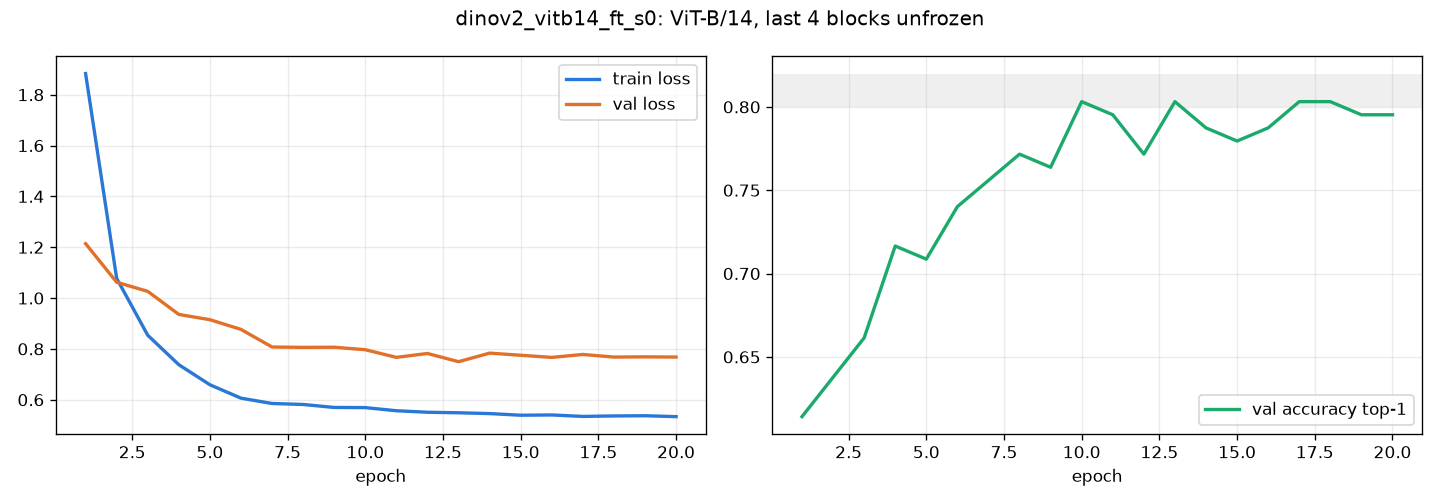 dinov2_vitb14_ft_s0: ViT-B/14, last 4 blocks unfrozen
train loss
val loss
1.8
1.6
1.4
1.2
1.0
0.8
0.6
2.5 5.0 7.5 10.0 12.5 15.0 17.5 20.0
epoch
0.80
0.75
0.70
0.65
val accuracy top-1
2.5 5.0 7.5 10.0 12.5 15.0 17.5 20.0
epoch